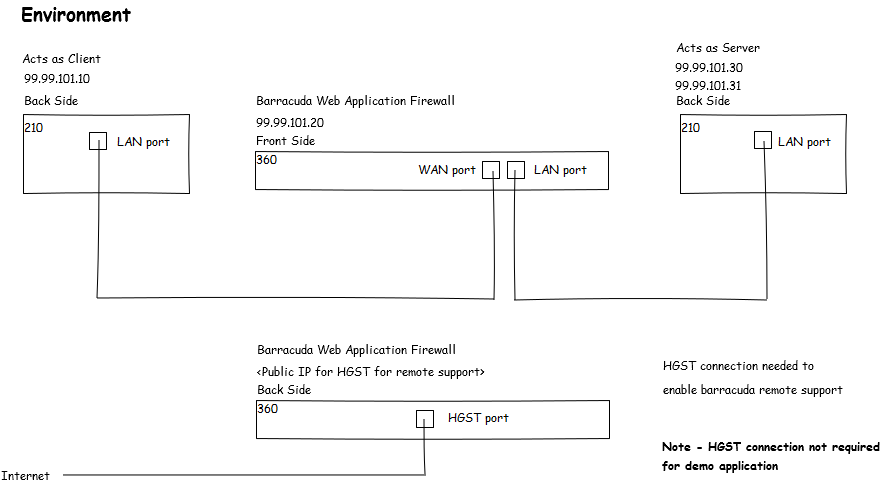 Environment
Acts as Client
99.99.101.10
Back Side
210
LAN port
Barracuda Web Application Firewall
99.99.101.20
Front Side
360
WAN port
LAN port
Acts as Server
99.99.101.30
99.99.101.31
Back Side
210
LAN port
Barracuda Web Application Firewall
<Public IP for HGST for remote support>
Back Side
360
HGST port
Internet
HGST connection needed to
enable barracuda remote support
Note - HGST connection not required
for demo application